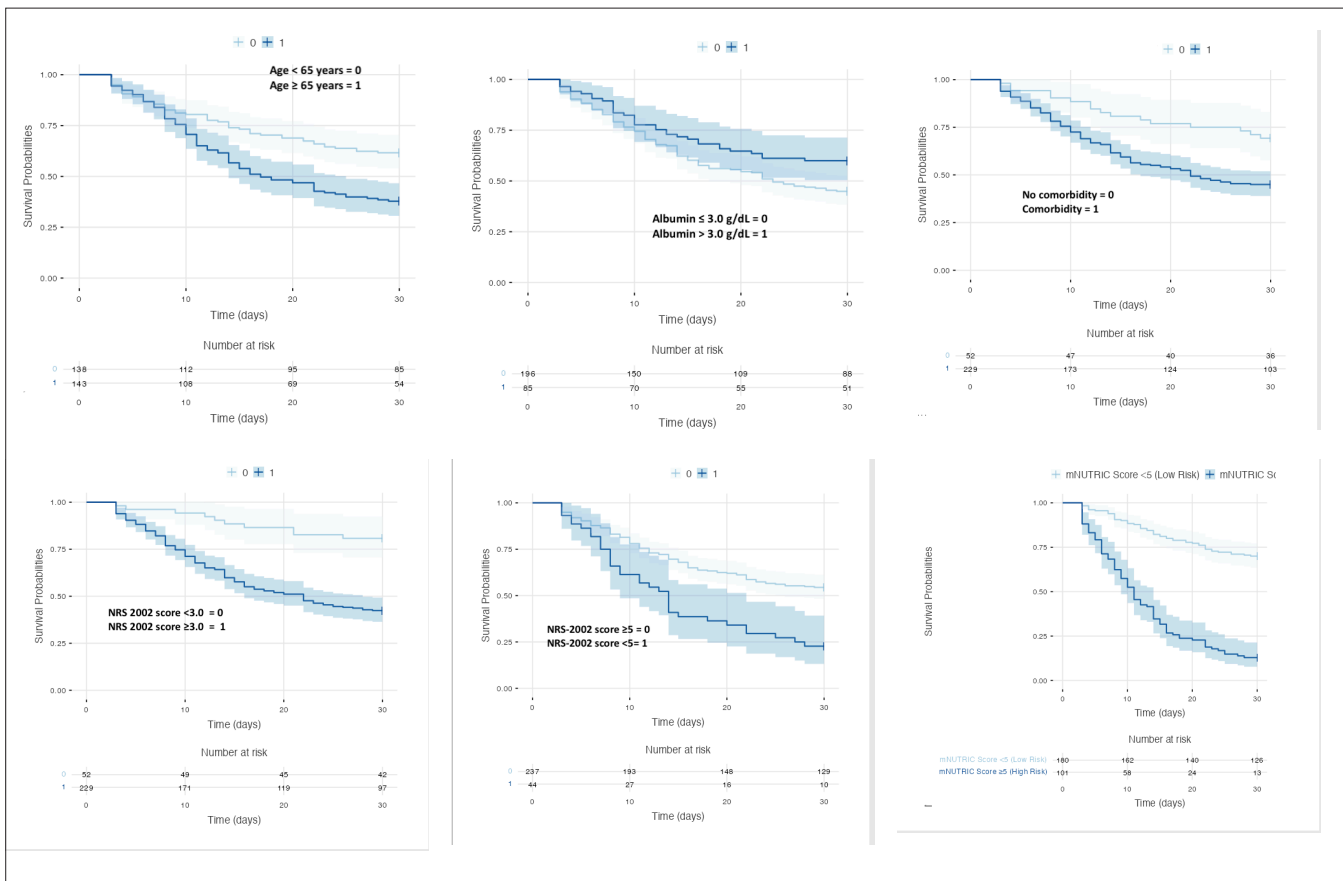 0 1
Age < 65 years = 0
Age ≥ 65 years = 1
Survival Probabilities
1.00
0.75
0.50
0.25
0.00
0 10 20 30
Time (days)
Number at risk
0 138 112 95 85
1 143 108 69 54
0 10 20 30
Time (days)
0 1
Albumin ≤ 3.0 g/dL = 0
Albumin > 3.0 g/dL = 1
Survival Probabilities
1.00
0.75
0.50
0.25
0.00
0 10 20 30
Time (days)
Number at risk
0 196 150 109 88
1 85 70 55 51
0 10 20 30
Time (days)
0 1
No comorbidity = 0
Comorbidity = 1
Survival Probabilities
1.00
0.75
0.50
0.25
0.00
0 10 20 30
Time (days)
Number at risk
0 52 47 40 36
1 229 173 124 103
0 10 20 30
Time (days)
...
0 1
NRS 2002 score <3.0 = 0
NRS 2002 score ≥3.0 = 1
Survival Probabilities
1.00
0.75
0.50
0.25
0.00
0 10 20 30
Time (days)
Number at risk
0 52 49 45 42
1 229 171 119 97
0 10 20 30
Time (days)
0 1
NRS-2002 score ≥5 = 0
NRS-2002 score <5= 1
Survival Probabilities
1.00
0.75
0.50
0.25
0.00
0 10 20 30
Time (days)
Number at risk
0 237 193 148 129
1 44 27 16 10
0 10 20 30
Time (days)
mNUTRIC Score <5 (Low Risk) mNUTRIC Sc
Survival Probabilities
1.00
0.75
0.50
0.25
0.00
0 10 20 30
Time (days)
Number at risk
mNUTRIC Score <5 (Low Risk) 180 162 140 126
mNUTRIC Score ≥5 (High Risk) 101 58 24 13
0 10 20 30
Time (days)